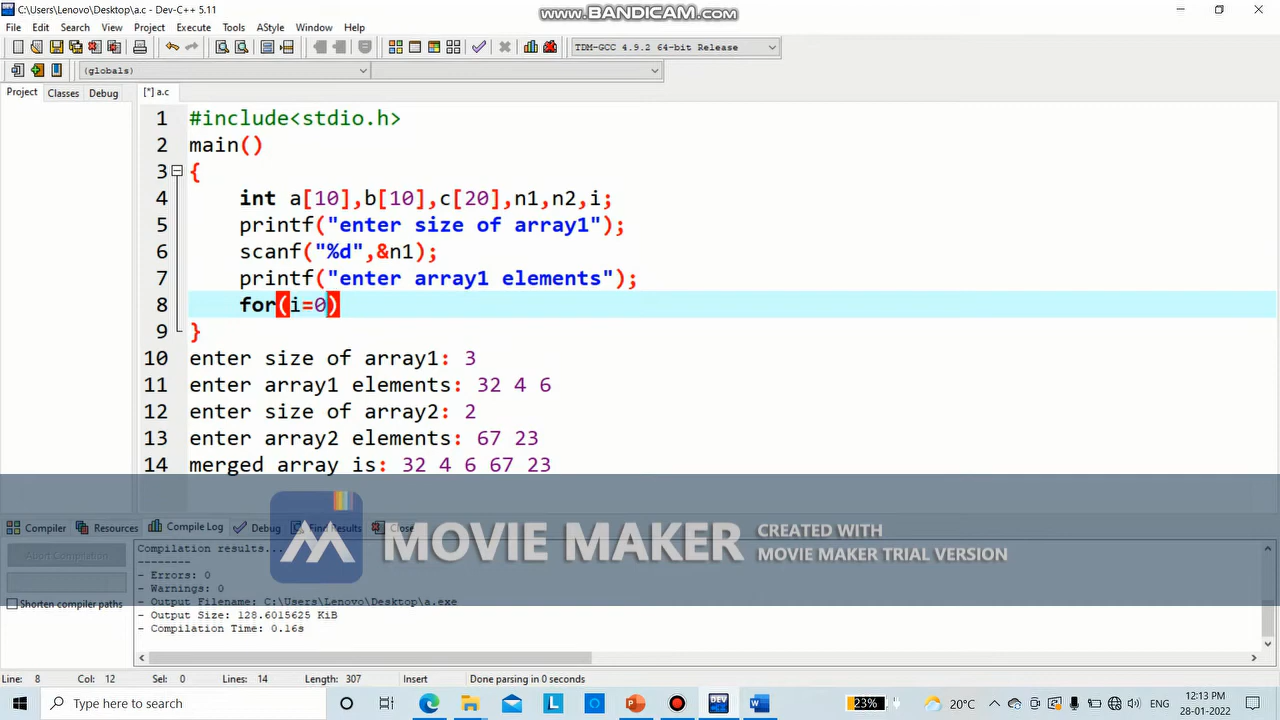 C:\Users\Lenovo\Desktop\a.c - Dev-C++ 5.11
www.BANDICAM.com
File Edit Search View Project Execute Tools AStyle Window Help
TDM-GCC 4.9.2 64-bit Release
(globals)
Project Classes Debug
[*] a.c
1 #include<stdio.h>
2 main()
3 {
4 int a[10],b[10],c[20],n1,n2,i;
5 printf("enter size of array1");
6 scanf("%d",&n1);
7 printf("enter array1 elements");
8 for(i=0)
9 }
10 enter size of array1: 3
11 enter array1 elements: 32 4 6
12 enter size of array2: 2
13 enter array2 elements: 67 23
14 merged array is: 32 4 6 67 23
Compiler Resources Compile Log Debug Find Results Close
MOVIE MAKER
CREATED WITH
MOVIE MAKER TRIAL VERSION
Abort Compilation
Shorten compiler paths
Compilation results...
--------
- Errors: 0
- Warnings: 0
- Output Filename: C:\Users\Lenovo\Desktop\a.exe
- Output Size: 128.6015625 KiB
- Compilation Time: 0.16s
Line: 8 Col: 12 Sel: 0 Lines: 14 Length: 307 Insert Done parsing in 0 seconds
Type here to search
23%
20°C
ENG
12:13 PM
28-01-2022